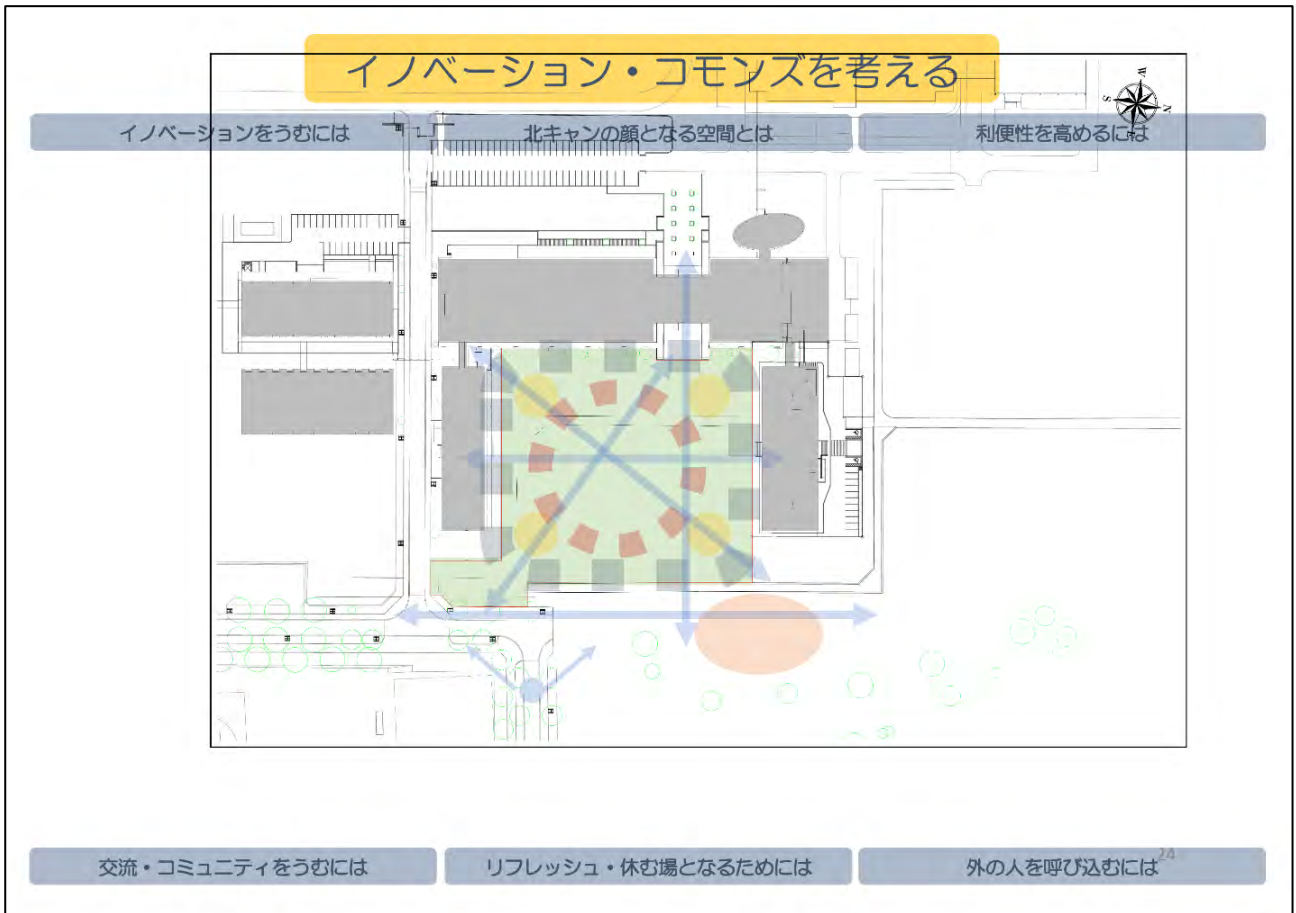 イノベーション・コモンズを考える
W
S
N
イノベーションをうむには
北キャンの顔となる空間とは
利便性を高めるには
交流・コミュニティをうむには
リフレッシュ・休む場となるためには
外の人を呼び込むには
24